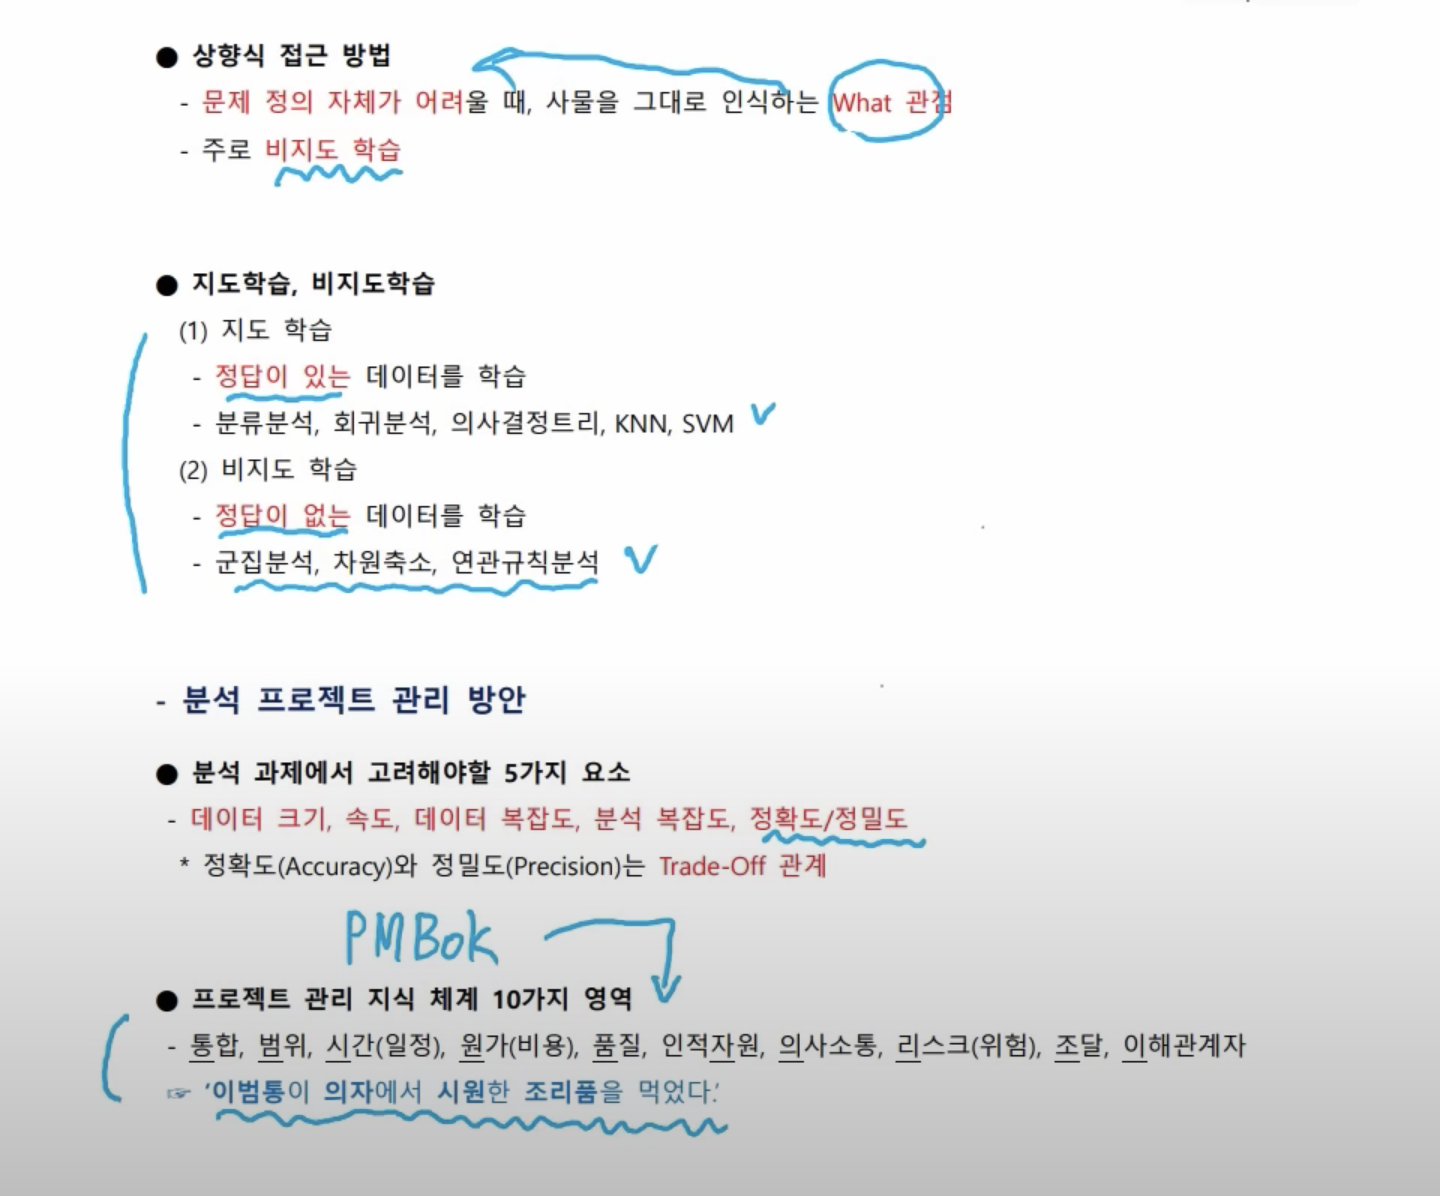 ● 상향식 접근 방법
- 문제 정의 자체가 어려울 때, 사물을 그대로 인식하는 What 관점
- 주로 비지도 학습
● 지도학습, 비지도학습
(1) 지도 학습
- 정답이 있는 데이터를 학습
- 분류분석, 회귀분석, 의사결정트리, KNN, SVM
(2) 비지도 학습
- 정답이 없는 데이터를 학습
- 군집분석, 차원축소, 연관규칙분석
- 분석 프로젝트 관리 방안
● 분석 과제에서 고려해야할 5가지 요소
- 데이터 크기, 속도, 데이터 복잡도, 분석 복잡도, 정확도/정밀도
* 정확도(Accuracy)와 정밀도(Precision)는 Trade-Off 관계
PMBok
● 프로젝트 관리 지식 체계 10가지 영역
- 통합, 범위, 시간(일정), 원가(비용), 품질, 인적자원, 의사소통, 리스크(위험), 조달, 이해관계자
☞ '이범통이 의자에서 시원한 조리품을 먹었다.'